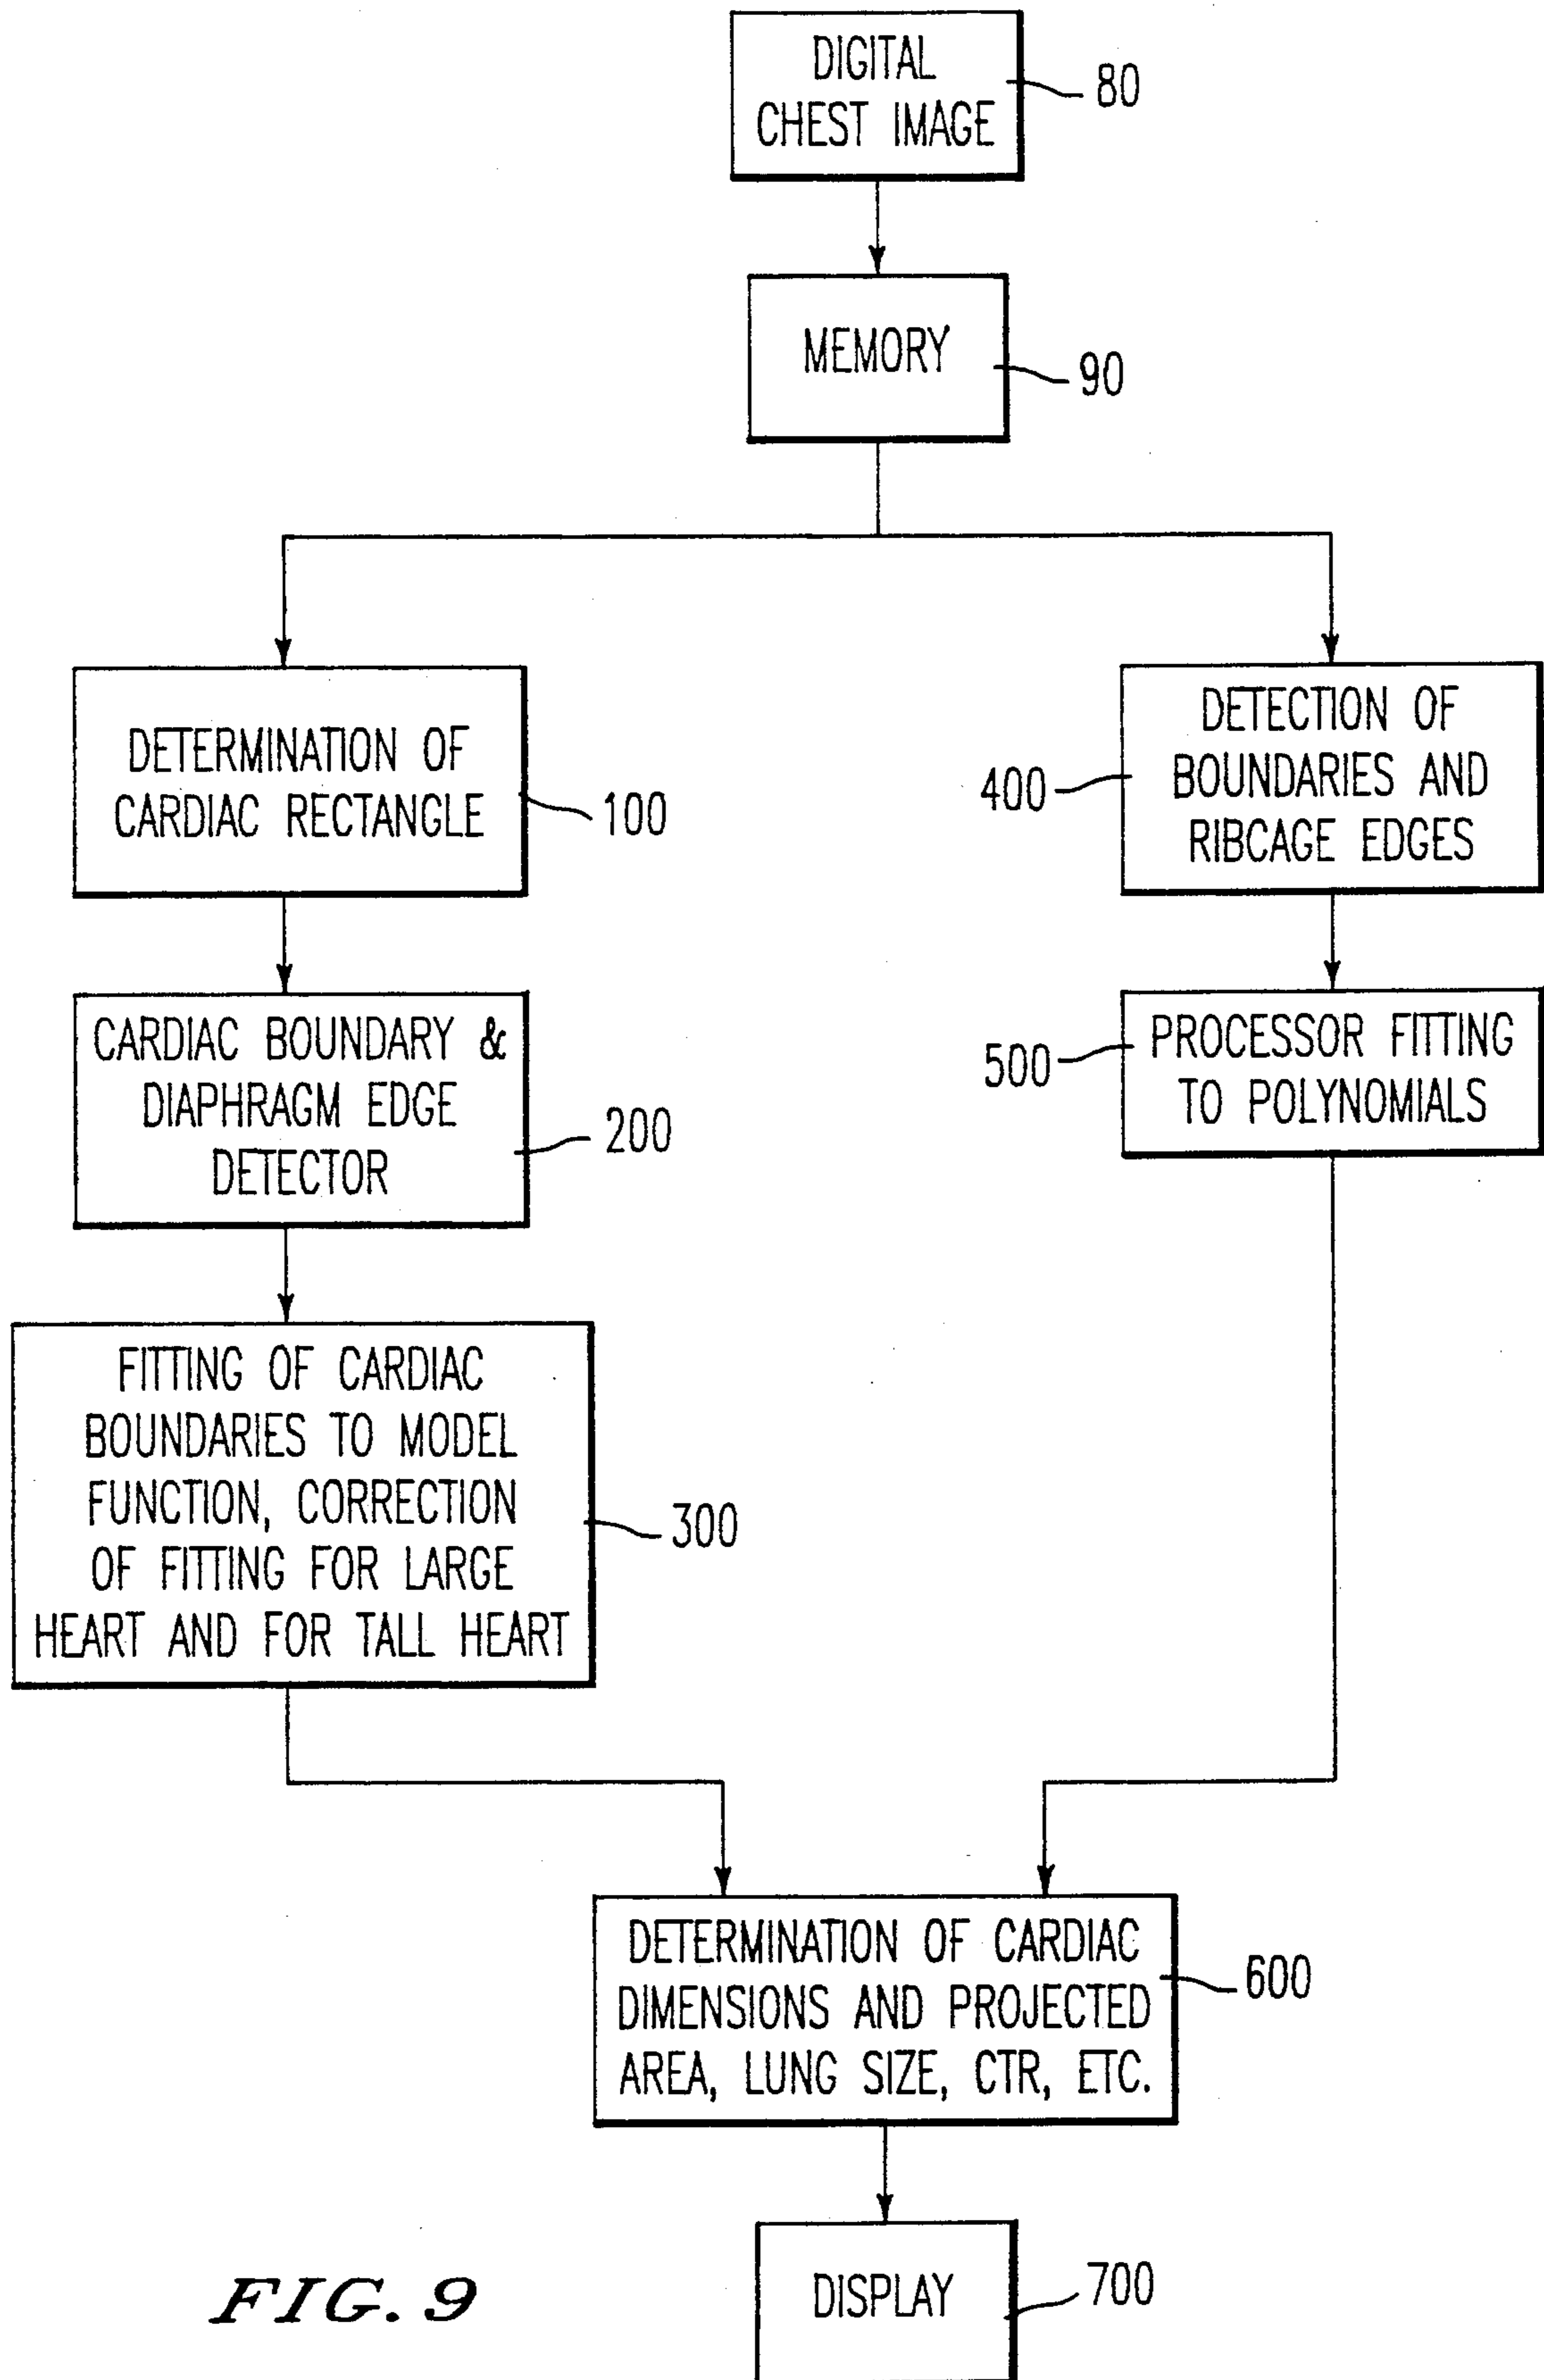 DIGITAL
CHEST IMAGE
80
MEMORY
90
DETERMINATION OF
CARDIAC RECTANGLE
100
CARDIAC BOUNDARY &
DIAPHRAGM EDGE
DETECTOR
200
FITTING OF CARDIAC
BOUNDARIES TO MODEL
FUNCTION, CORRECTION
OF FITTING FOR LARGE
HEART AND FOR TALL HEART
300
DETECTION OF
BOUNDARIES AND
RIBCAGE EDGES
400
PROCESSOR FITTING
TO POLYNOMIALS
500
DETERMINATION OF CARDIAC
DIMENSIONS AND PROJECTED
AREA, LUNG SIZE, CTR, ETC.
600
DISPLAY
700
FIG. 9